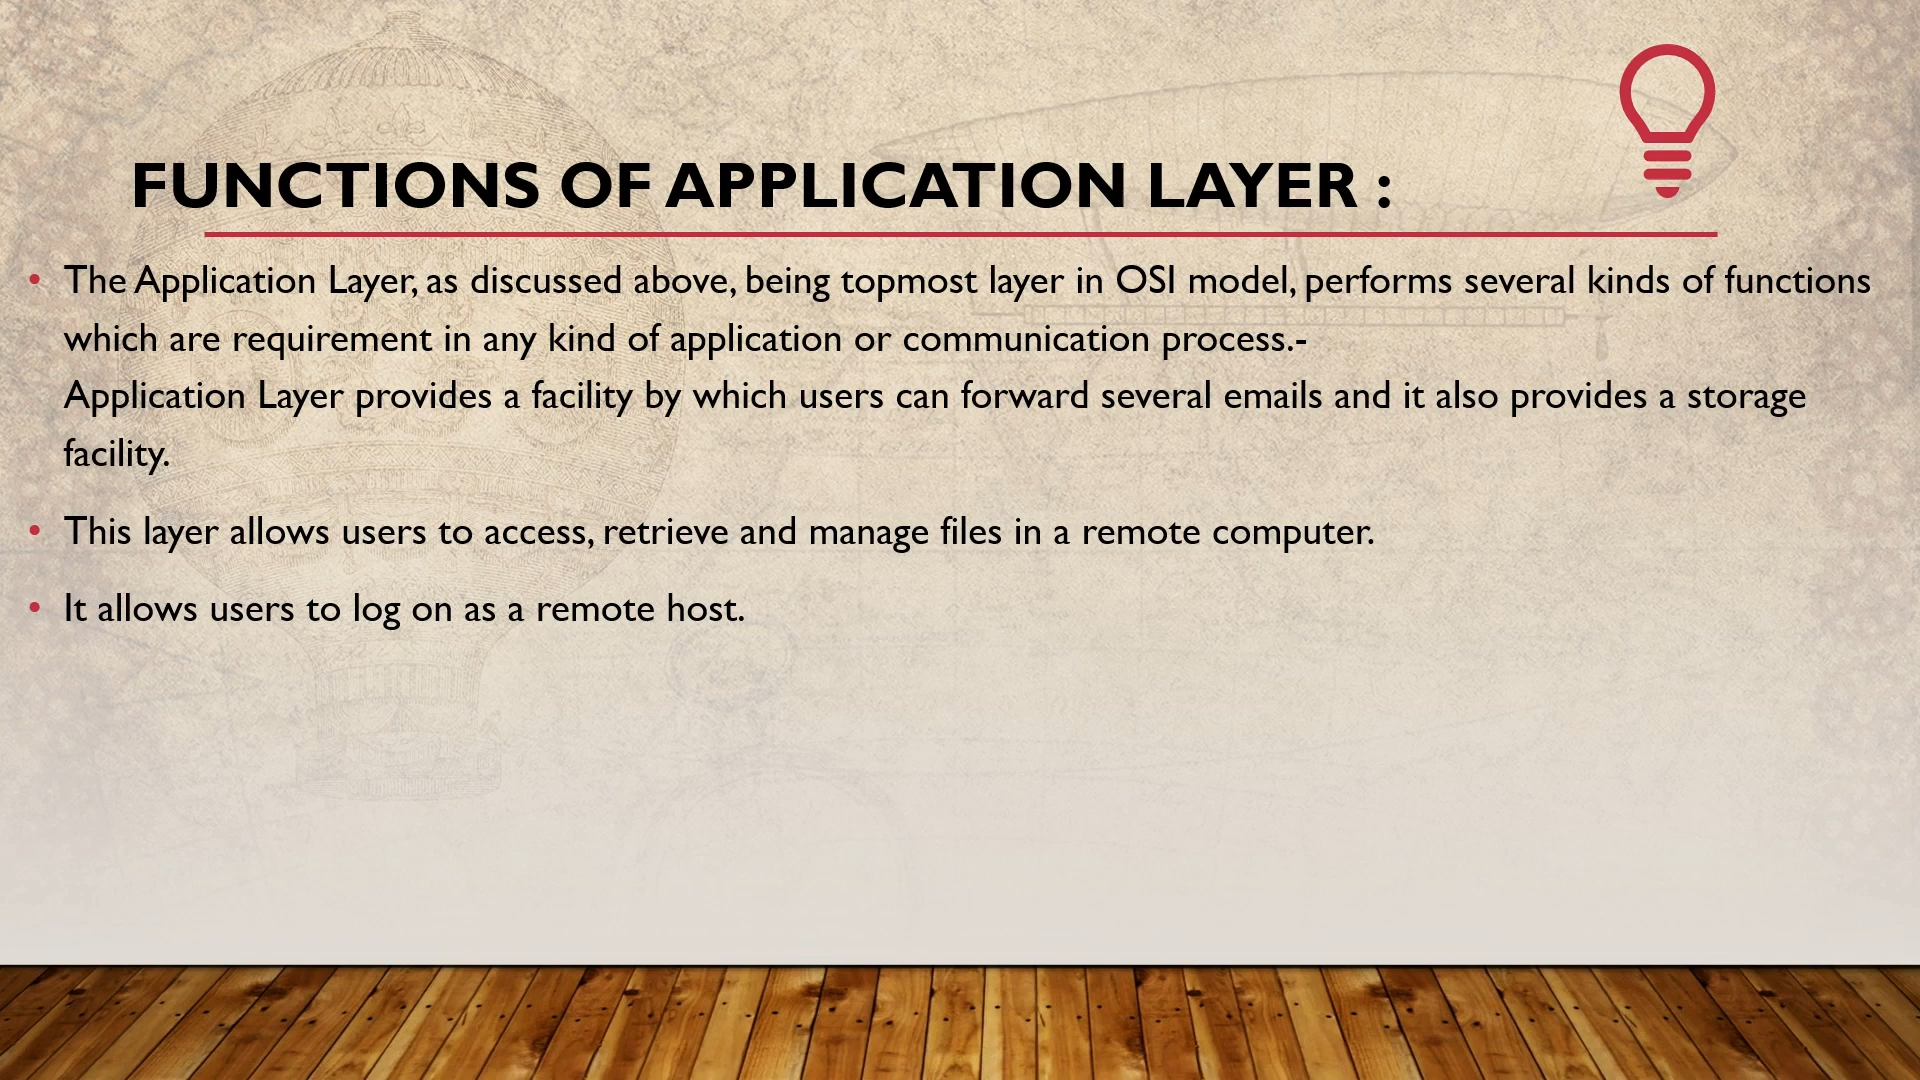 FUNCTIONS OF APPLICATION LAYER :
• The Application Layer, as discussed above, being topmost layer in OSI model, performs several kinds of functions
which are requirement in any kind of application or communication process.-
Application Layer provides a facility by which users can forward several emails and it also provides a storage
facility.
• This layer allows users to access, retrieve and manage files in a remote computer.
• It allows users to log on as a remote host.